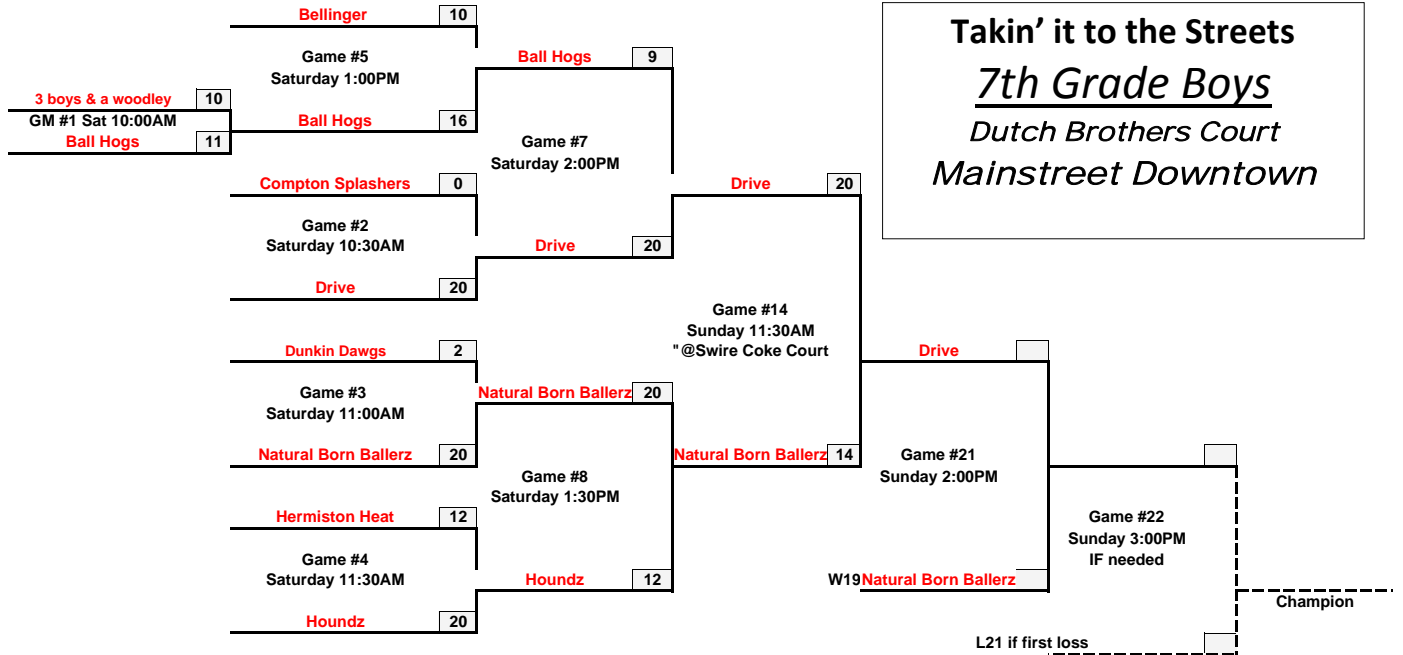 Takin’ it to the Streets
7th Grade Boys
Dutch Brothers Court
Mainstreet Downtown
Bellinger 10
Game #5
Saturday 1:00PM
3 boys & a woodley 10
GM #1 Sat 10:00AM
Ball Hogs 11
Ball Hogs 16
Ball Hogs 9
Game #7
Saturday 2:00PM
Compton Splashers 0
Game #2
Saturday 10:30AM
Drive 20
Drive 20
Drive 20
Game #14
Sunday 11:30AM
"@Swire Coke Court
Dunkin Dawgs 2
Game #3
Saturday 11:00AM
Natural Born Ballerz 20
Natural Born Ballerz 20
Game #8
Saturday 1:30PM
Natural Born Ballerz 14
Hermiston Heat 12
Game #4
Saturday 11:30AM
Houndz 20
Houndz 12
Drive
Game #21
Sunday 2:00PM
W19 Natural Born Ballerz
Game #22
Sunday 3:00PM
IF needed
Champion
L21 if first loss